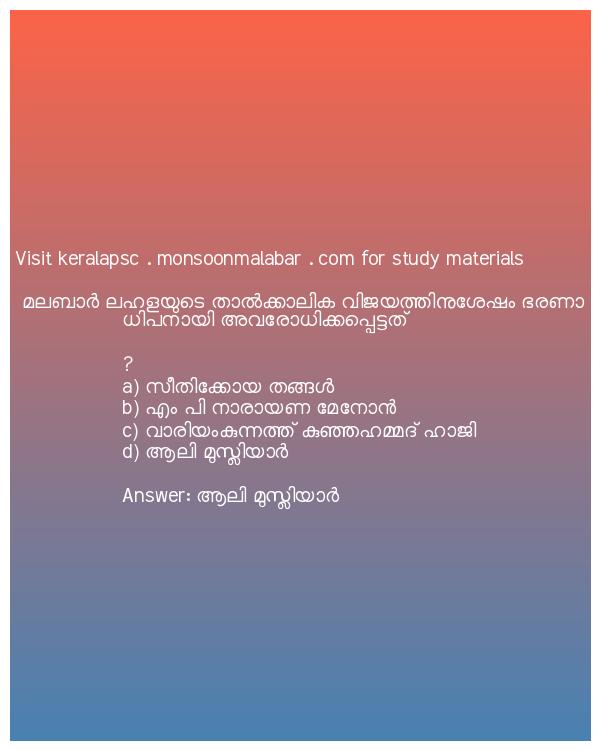 Visit keralapsc . monsoonmalabar . com for study materials
മലബാർ ലഹളയുടെ താൽക്കാലിക വിജയത്തിനുശേഷം ഭരണാ
ധിപനായി അവരോധിക്കപ്പെട്ടത്
?
a) സീതിക്കോയ തങ്ങൾ
b) എം പി നാരായണ മേനോൻ
c) വാരിയംകുന്നത്ത് കുഞ്ഞഹമ്മദ് ഹാജി
d) ആലി മുസ്ലിയാർ
Answer: ആലി മുസ്ലിയാർ